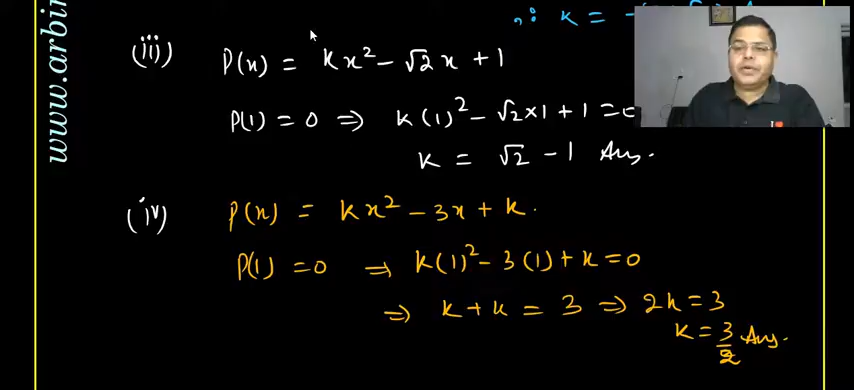 ∴ k = -
(iii) P(x) = kx² - √2x + 1
P(1) = 0 ⇒ k(1)² - √2×1 + 1 = 0
k = √2 - 1 Ans.
(iv) P(x) = kx² - 3x + k.
P(1) = 0 ⇒ k(1)² - 3(1) + k = 0
⇒ k + k = 3 ⇒ 2k = 3
k = 3/2 Ans.
www.arbin